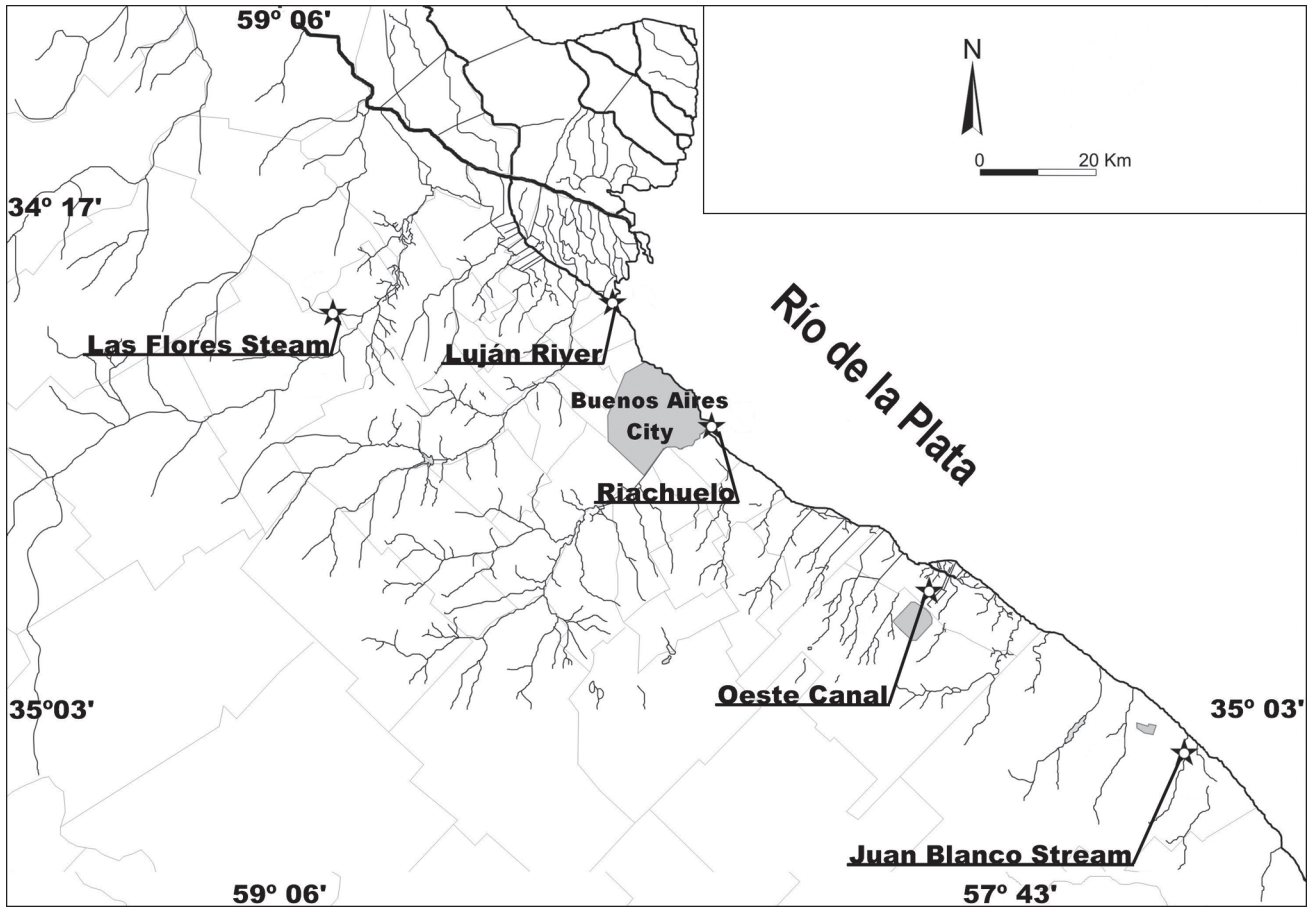 59º 06'
N
0 20 Km
34º 17'
Río de la Plata
Las Flores Steam
Luján River
Buenos Aires
City
Riachuelo
Oeste Canal
35º03'
35º 03'
Juan Blanco Stream
59º 06'
57º 43'